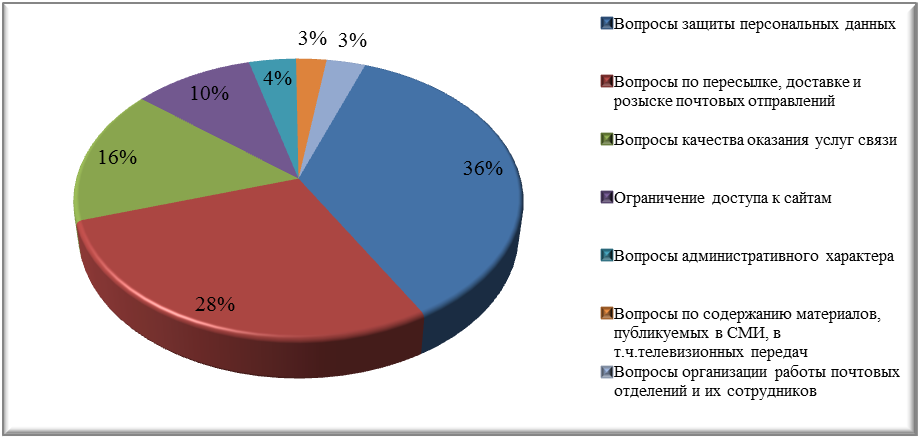 3%
3%
4%
10%
16%
36%
28%
Вопросы защиты персональных данных
Вопросы по пересылке, доставке и
розыске почтовых отправлений
Вопросы качества оказания услуг связи
Ограничение доступа к сайтам
Вопросы административного характера
Вопросы по содержанию материалов,
публикуемых в СМИ, в
т.ч.телевизионных передач
Вопросы организации работы почтовых
отделений и их сотрудников